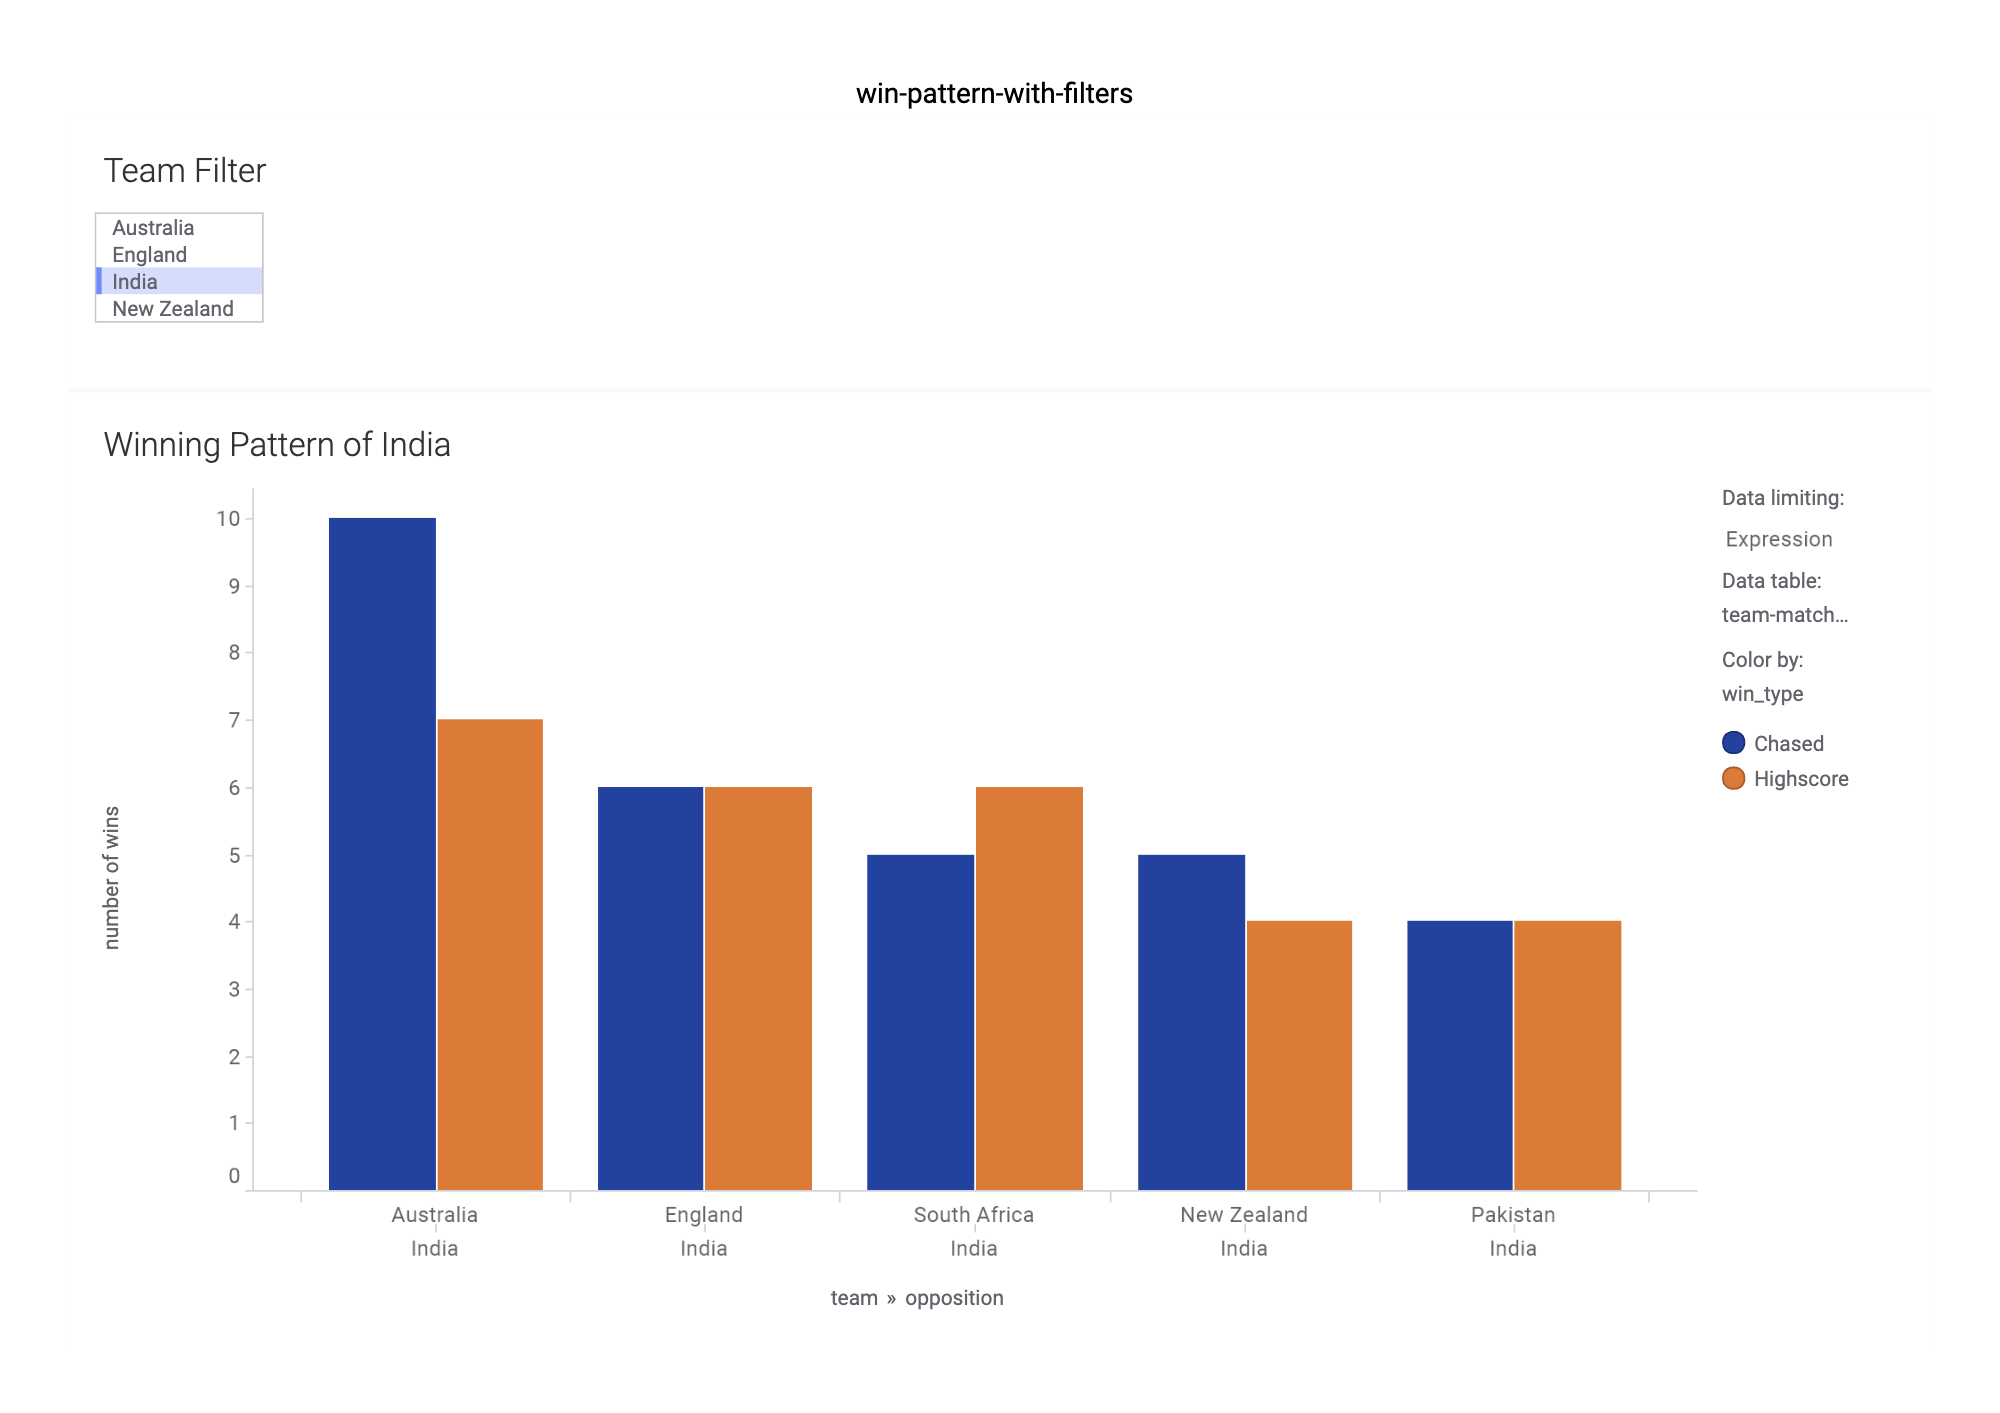 win-pattern-with-filters
Team Filter
Australia
England
India
New Zealand
Winning Pattern of India
10
9
8
7
6
5
4
3
2
1
0
number of wins
Australia England South Africa New Zealand Pakistan
India India India India India
team » opposition
Data limiting:
Expression
Data table:
team-match...
Color by:
win_type
Chased
Highscore